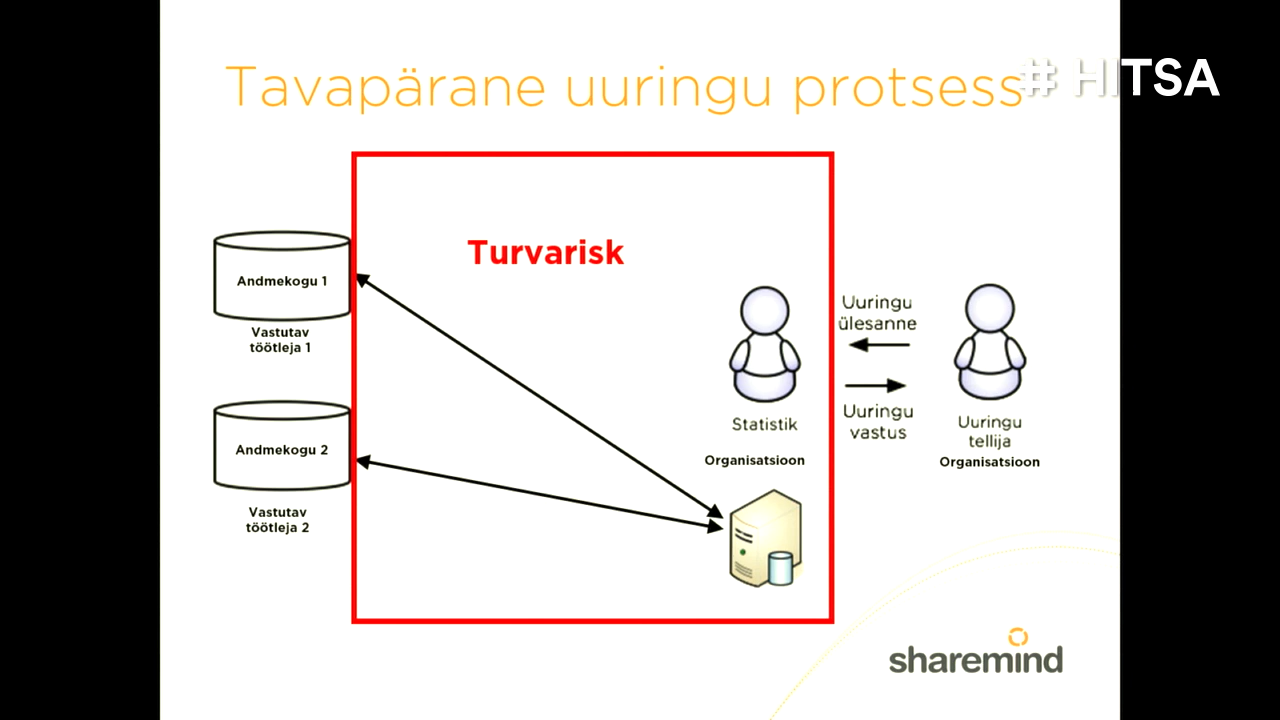 Tavapärane uuringu protsess
# HITSA
Turvarisk
Andmekogu 1
Vastutav
töötleja 1
Andmekogu 2
Vastutav
töötleja 2
Statistik
Organisatsioon
Uuringu
ülesanne
Uuringu
vastus
Uuringu
tellija
Organisatsioon
sharemind